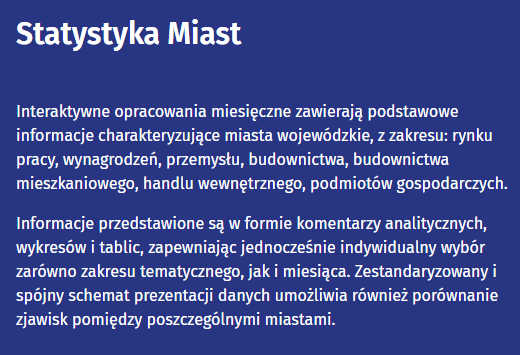 Statystyka Miast
Interaktywne opracowania miesięczne zawierają podstawowe
informacje charakteryzujące miasta wojewódzkie, z zakresu: rynku
pracy, wynagrodzeń, przemysłu, budownictwa, budownictwa
mieszkaniowego, handlu wewnętrznego, podmiotów gospodarczych.
Informacje przedstawione są w formie komentarzy analitycznych,
wykresów i tablic, zapewniając jednocześnie indywidualny wybór
zarówno zakresu tematycznego, jak i miesiąca. Zestandaryzowany i
spójny schemat prezentacji danych umożliwia również porównanie
zjawisk pomiędzy poszczególnymi miastami.